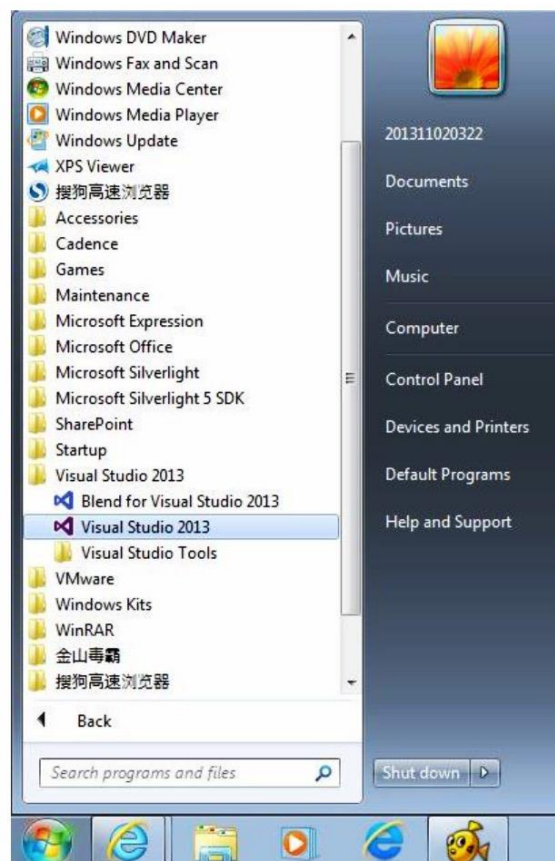 Windows DVD Maker
Windows Fax and Scan
Windows Media Center
Windows Media Player
Windows Update
XPS Viewer
搜狗高速浏览器
Accessories
Cadence
Games
Maintenance
Microsoft Expression
Microsoft Office
Microsoft Silverlight
Microsoft Silverlight 5 SDK
SharePoint
Startup
Visual Studio 2013
Blend for Visual Studio 2013
Visual Studio 2013
Visual Studio Tools
VMware
Windows Kits
WinRAR
金山毒霸
搜狗高速浏览器
Back
Search programs and files
201311020322
Documents
Pictures
Music
Computer
Control Panel
Devices and Printers
Default Programs
Help and Support
Shut down